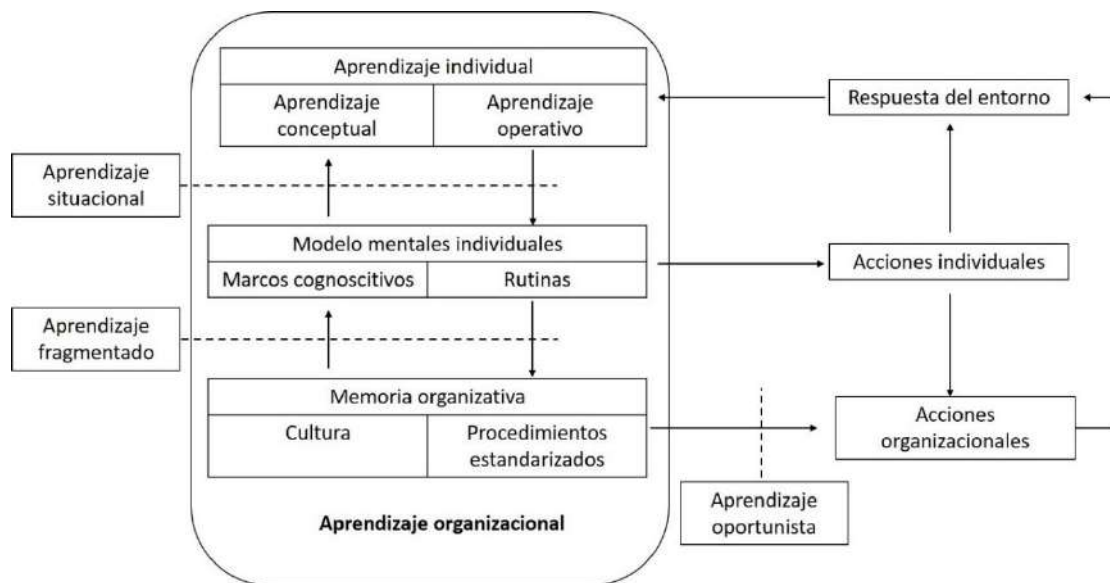 Aprendizaje individual
Aprendizaje
conceptual
Aprendizaje
operativo
Respuesta del entorno
Aprendizaje
situacional
Modelo mentales individuales
Marcos cognoscitivos
Rutinas
Acciones individuales
Aprendizaje
fragmentado
Memoria organizativa
Cultura
Procedimientos
estandarizados
Acciones
organizacionales
Aprendizaje
oportunista
Aprendizaje organizacional